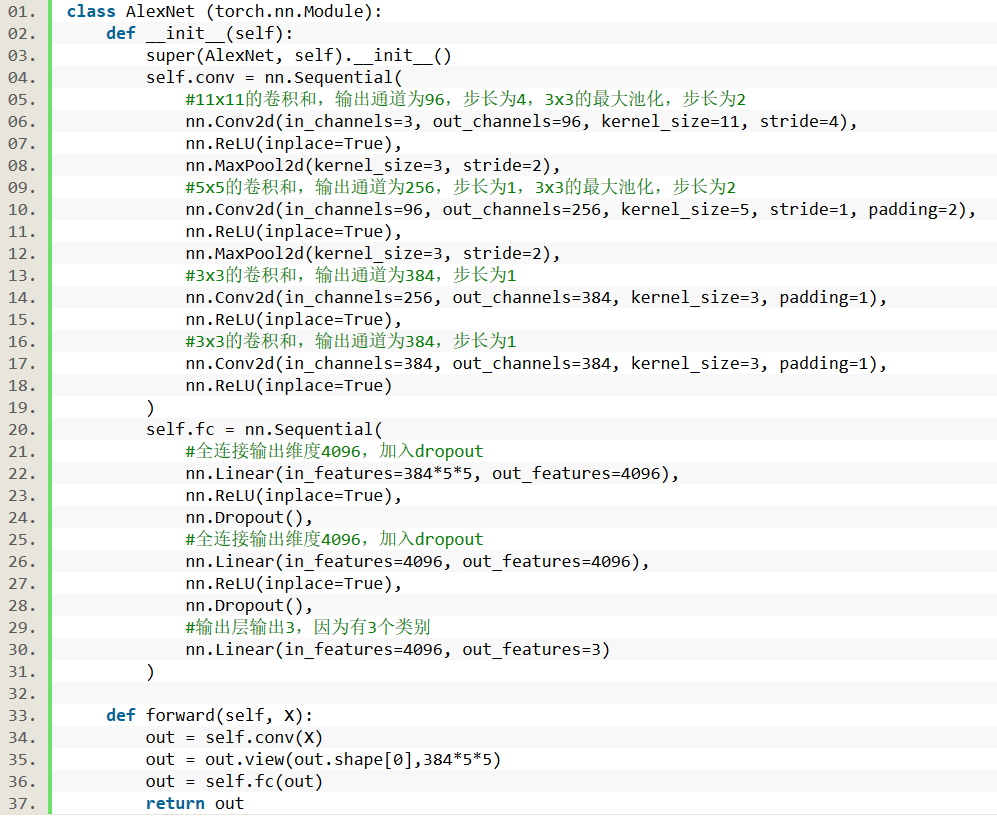 01. class AlexNet (torch.nn.Module):
02.     def __init__(self):
03.         super(AlexNet, self).__init__()
04.         self.conv = nn.Sequential(
05.             #11x11的卷积和，输出通道为96，步长为4，3x3的最大池化，步长为2
06.             nn.Conv2d(in_channels=3, out_channels=96, kernel_size=11, stride=4),
07.             nn.ReLU(inplace=True),
08.             nn.MaxPool2d(kernel_size=3, stride=2),
09.             #5x5的卷积和，输出通道为256，步长为1，3x3的最大池化，步长为2
10.             nn.Conv2d(in_channels=96, out_channels=256, kernel_size=5, stride=1, padding=2),
11.             nn.ReLU(inplace=True),
12.             nn.MaxPool2d(kernel_size=3, stride=2),
13.             #3x3的卷积和，输出通道为384，步长为1
14.             nn.Conv2d(in_channels=256, out_channels=384, kernel_size=3, padding=1),
15.             nn.ReLU(inplace=True),
16.             #3x3的卷积和，输出通道为384，步长为1
17.             nn.Conv2d(in_channels=384, out_channels=384, kernel_size=3, padding=1),
18.             nn.ReLU(inplace=True)
19.         )
20.         self.fc = nn.Sequential(
21.             #全连接输出维度4096，加入dropout
22.             nn.Linear(in_features=384*5*5, out_features=4096),
23.             nn.ReLU(inplace=True),
24.             nn.Dropout(),
25.             #全连接输出维度4096，加入dropout
26.             nn.Linear(in_features=4096, out_features=4096),
27.             nn.ReLU(inplace=True),
28.             nn.Dropout(),
29.             #输出层输出3，因为有3个类别
30.             nn.Linear(in_features=4096, out_features=3)
31.         )
32.
33.     def forward(self, X):
34.         out = self.conv(X)
35.         out = out.view(out.shape[0],384*5*5)
36.         out = self.fc(out)
37.         return out